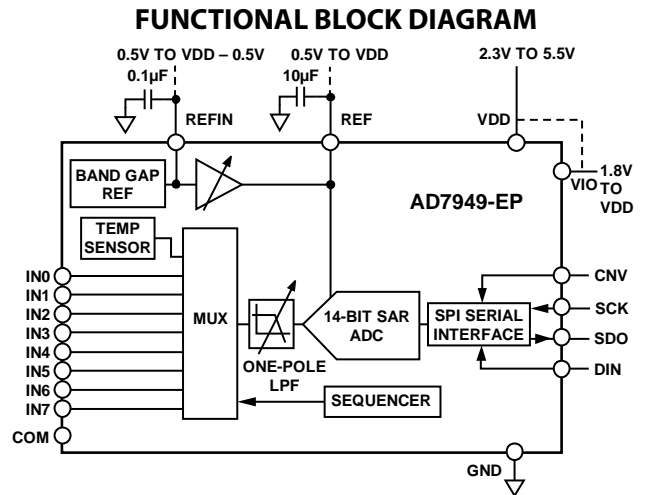 FUNCTIONAL BLOCK DIAGRAM
0.5V TO VDD – 0.5V
0.1µF
REFIN
0.5V TO VDD
10µF
REF
2.3V TO 5.5V
VDD
BAND GAP
REF
AD7949-EP
VIO
1.8V
TO
VDD
TEMP
SENSOR
IN0
IN1
IN2
IN3
IN4
IN5
IN6
IN7
COM
MUX
ONE-POLE
LPF
14-BIT SAR
ADC
SPI SERIAL
INTERFACE
CNV
SCK
SDO
DIN
SEQUENCER
GND